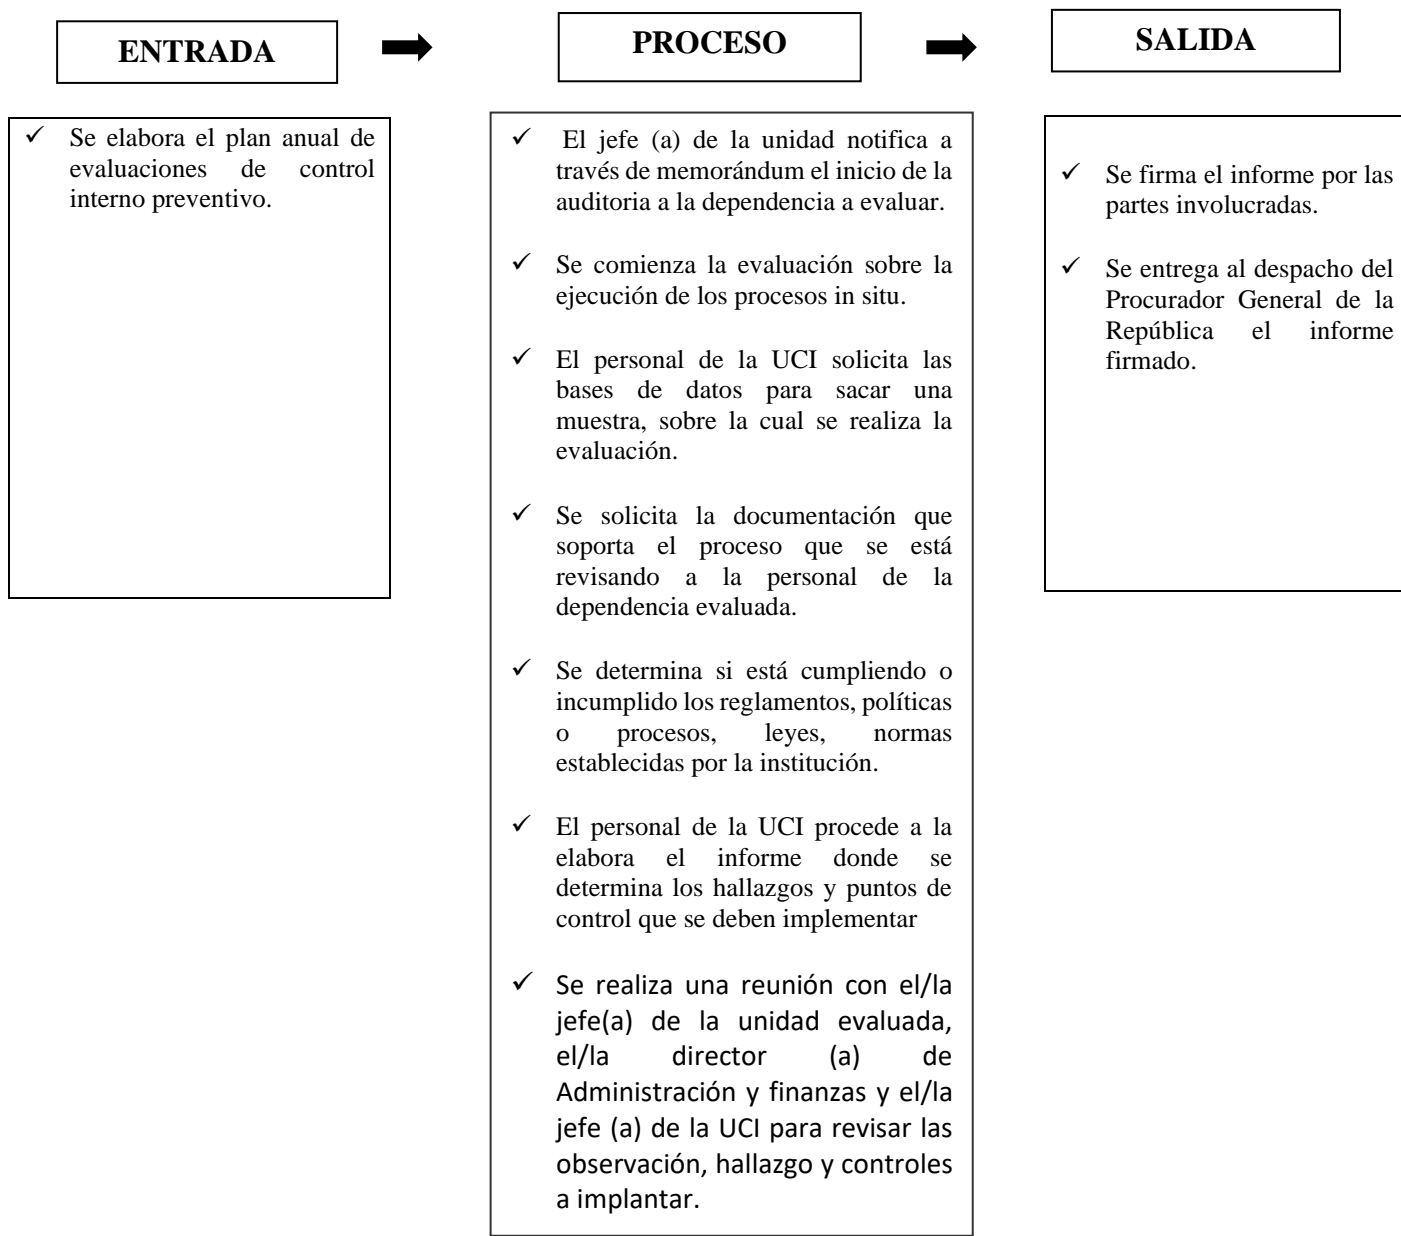 ENTRADA
PROCESO
SALIDA
✓ Se elabora el plan anual de
evaluaciones de control
interno preventivo.
✓ El jefe (a) de la unidad notifica a
través de memorándum el inicio de la
auditoria a la dependencia a evaluar.
✓ Se comienza la evaluación sobre la
ejecución de los procesos in situ.
✓ El personal de la UCI solicita las
bases de datos para sacar una
muestra, sobre la cual se realiza la
evaluación.
✓ Se solicita la documentación que
soporta el proceso que se está
revisando a la personal de la
dependencia evaluada.
✓ Se determina si está cumpliendo o
incumplido los reglamentos, políticas
o procesos, leyes, normas
establecidas por la institución.
✓ El personal de la UCI procede a la
elabora el informe donde se
determina los hallazgos y puntos de
control que se deben implementar
✓ Se realiza una reunión con el/la
jefe(a) de la unidad evaluada,
el/la director (a) de
Administración y finanzas y el/la
jefe (a) de la UCI para revisar las
observación, hallazgo y controles
a implantar.
✓ Se firma el informe por las
partes involucradas.
✓ Se entrega al despacho del
Procurador General de la
República el informe
firmado.